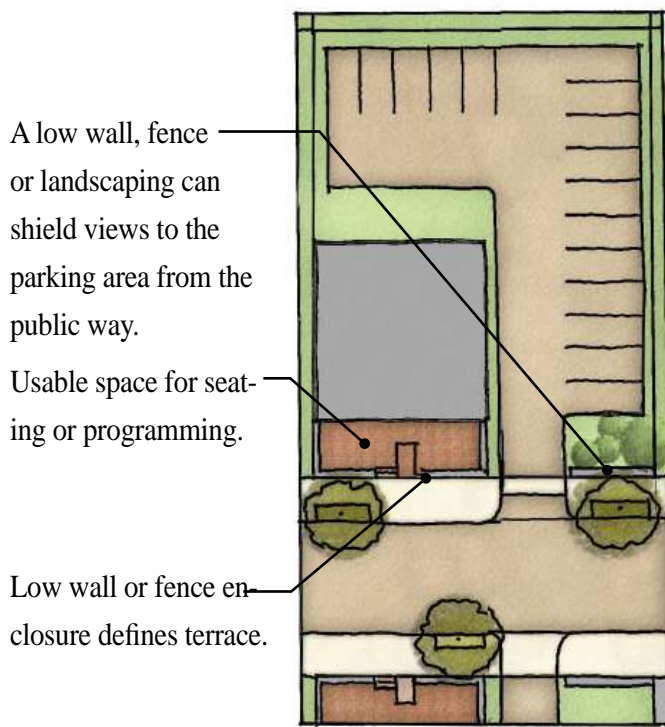 A low wall, fence
or landscaping can
shield views to the
parking area from the
public way.
Usable space for seat-
ing or programming.
Low wall or fence en-
closure defines terrace.